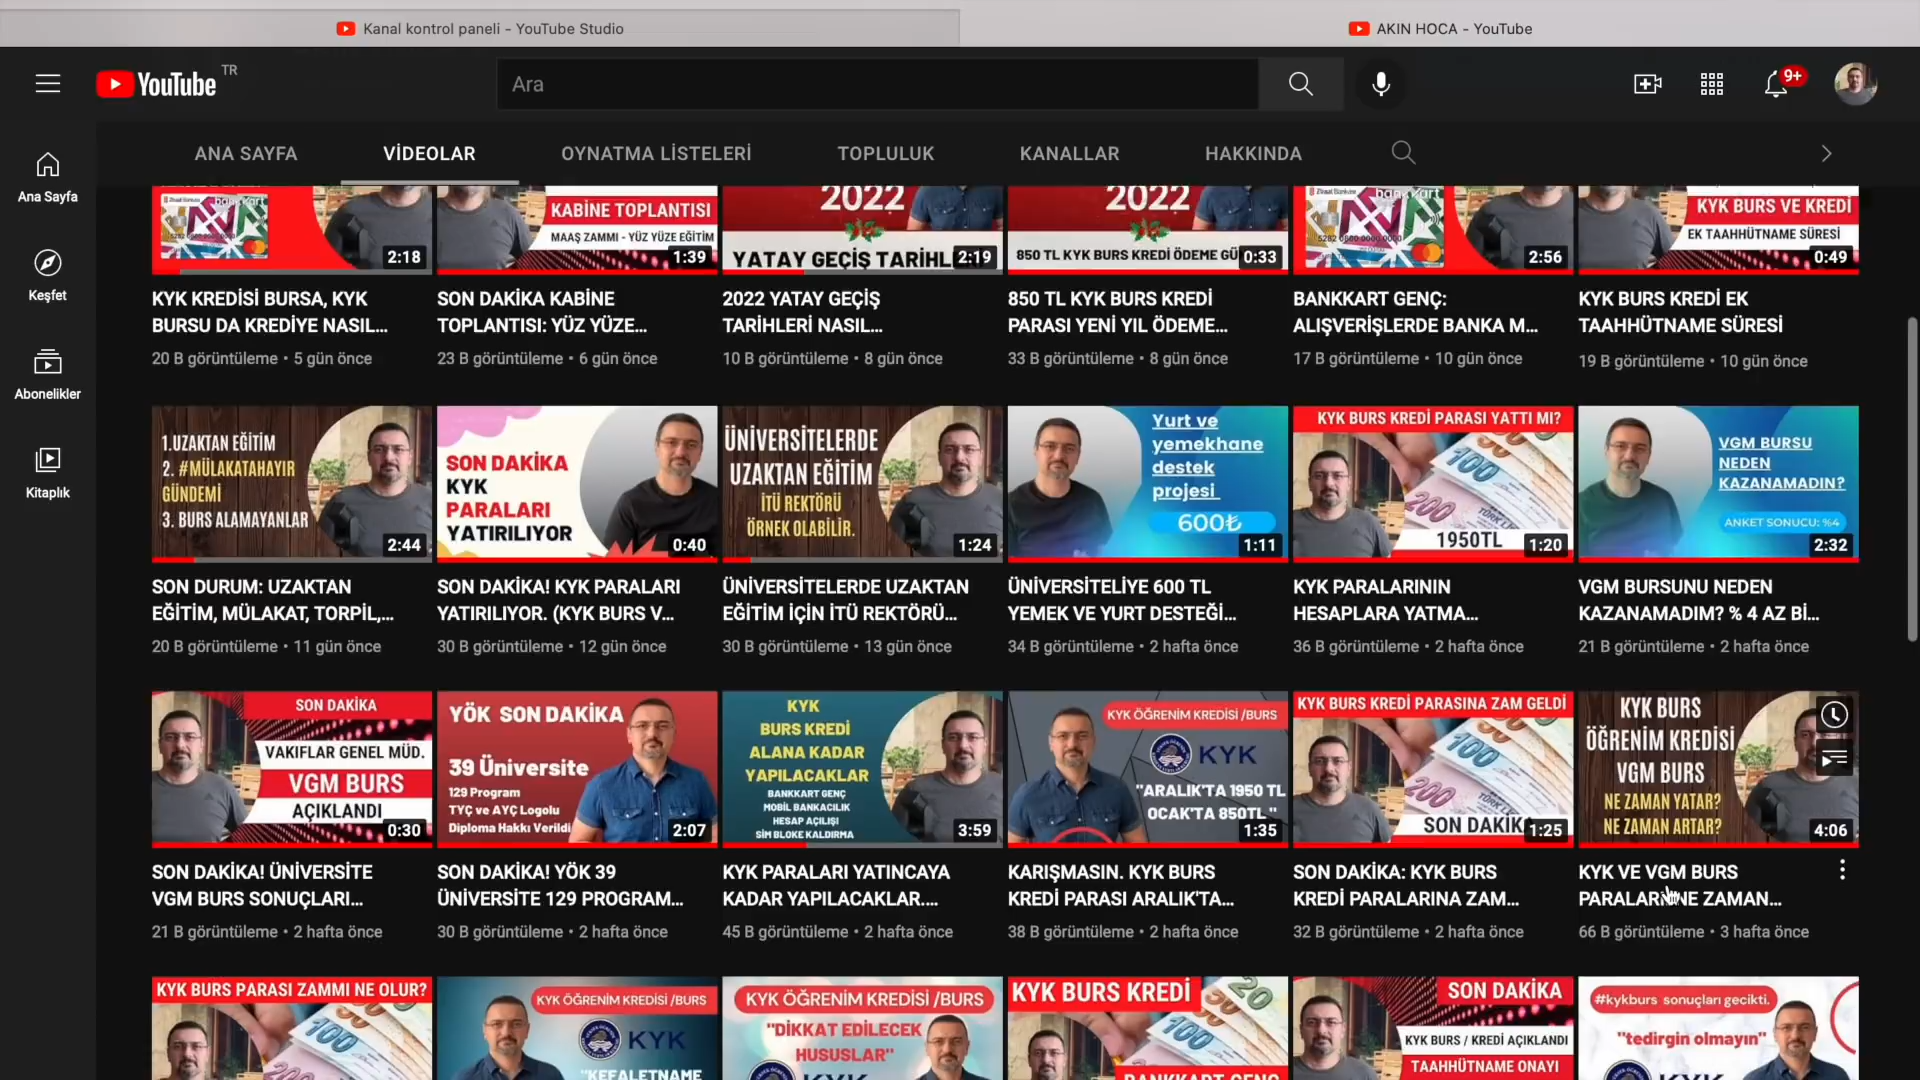 Kanal kontrol paneli - YouTube Studio
AKIN HOCA - YouTube
YouTube TR
Ara
9+
ANA SAYFA
VİDEOLAR
OYNATMA LİSTELERİ
TOPLULUK
KANALLAR
HAKKINDA
Ana Sayfa
Keşfet
Abonelikler
Kitaplık
bankkart
2:18
KABİNE TOPLANTISI
MAAŞ ZAMMI - YÜZ YÜZE EĞİTİM
1:39
2022
YATAY GEÇİŞ
2:19
2022
850 TL KYK BURS KREDİ ÖDEME
0:33
Ziraat Bankası bankkart
2:56
KYK BURS VE KREDİ
EK TAAHHÜTNAME SÜRESİ
0:49
KYK KREDİSİ BURSA, KYK
BURSU DA KREDİYE NASIL...
20 B görüntüleme • 5 gün önce
SON DAKİKA KABİNE
TOPLANTISI: YÜZ YÜZE...
23 B görüntüleme • 6 gün önce
2022 YATAY GEÇİŞ
TARİHLERİ NASIL...
10 B görüntüleme • 8 gün önce
850 TL KYK BURS KREDİ
PARASI YENİ YIL ÖDEME...
33 B görüntüleme • 8 gün önce
BANKKART GENÇ:
ALIŞVERİŞLERDE BANKA M...
17 B görüntüleme • 10 gün önce
KYK BURS KREDİ EK
TAAHHÜTNAME SÜRESİ
19 B görüntüleme • 10 gün önce
1.UZAKTAN EĞİTİM
2. #MÜLAKATAHAYIR
GÜNDEMİ
3. BURS ALAMAYANLAR
2:44
SON DAKİKA
KYK
PARALARI
YATIRILIYOR
0:40
ÜNİVERSİTELERDE
UZAKTAN EĞİTİM
İTÜ REKTÖRÜ
ÖRNEK OLABİLİR.
1:24
Yurt ve
yemekhane
destek
projesi
600₺
1:11
KYK BURS KREDİ PARASI YATTI MI?
100
200
1950TL
1:20
VGM BURSU
NEDEN
KAZANAMADIN?
ANKET SONUCU: %4
2:32
SON DURUM: UZAKTAN
EĞİTİM, MÜLAKAT, TORPİL,...
20 B görüntüleme • 11 gün önce
SON DAKİKA! KYK PARALARI
YATIRILIYOR. (KYK BURS V...
30 B görüntüleme • 12 gün önce
ÜNİVERSİTELERDE UZAKTAN
EĞİTİM İÇİN İTÜ REKTÖRÜ...
30 B görüntüleme • 13 gün önce
ÜNİVERSİTELİYE 600 TL
YEMEK VE YURT DESTEĞİ...
34 B görüntüleme • 2 hafta önce
KYK PARALARININ
HESAPLARA YATMA...
36 B görüntüleme • 2 hafta önce
VGM BURSUNU NEDEN
KAZANAMADIM? % 4 AZ Bİ...
21 B görüntüleme • 2 hafta önce
SON DAKİKA
VAKIFLAR GENEL MÜD.
VGM BURS
AÇIKLANDI
0:30
YÖK SON DAKİKA
39 Üniversite
129 Program
TYÇ ve AYÇ Logolu
Diploma Hakkı Verildi
2:07
KYK
BURS KREDİ
ALANA KADAR
YAPILACAKLAR
BANKKART GENÇ
MOBİL BANKACILIK
HESAP AÇILIŞI
SİM BLOKE KALDIRMA
3:59
KYK ÖĞRENİM KREDİSİ /BURS
KYK
"ARALIK'TA 1950 TL
OCAK'TA 850TL"
1:35
KYK BURS KREDİ PARASINA ZAM GELDİ
100
200
SON DAKİKA
1:25
KYK BURS
ÖĞRENİM KREDİSİ
VGM BURS
NE ZAMAN YATAR?
NE ZAMAN ARTAR?
4:06
SON DAKİKA! ÜNİVERSİTE
VGM BURS SONUÇLARI...
21 B görüntüleme • 2 hafta önce
SON DAKİKA! YÖK 39
ÜNİVERSİTE 129 PROGRAM...
30 B görüntüleme • 2 hafta önce
KYK PARALARI YATINCAYA
KADAR YAPILACAKLAR....
45 B görüntüleme • 2 hafta önce
KARIŞMASIN. KYK BURS
KREDİ PARASI ARALIK'TA...
38 B görüntüleme • 2 hafta önce
SON DAKİKA: KYK BURS
KREDİ PARALARINA ZAM...
32 B görüntüleme • 2 hafta önce
KYK VE VGM BURS
PARALARI NE ZAMAN...
66 B görüntüleme • 3 hafta önce
KYK BURS PARASI ZAMMI NE OLUR?
100
KYK ÖĞRENİM KREDİSİ /BURS
KYK
"KEFALETNAME
KYK ÖĞRENİM KREDİSİ /BURS
"DİKKAT EDİLECEK
HUSUSLAR"
KYK
KYK BURS KREDİ
20
100
BANKKART GENÇ
SON DAKİKA
KYK BURS / KREDİ AÇIKLANDI
TAAHHÜTNAME ONAYI
#kykburs sonuçları gecikti.
"tedirgin olmayın"
KYK